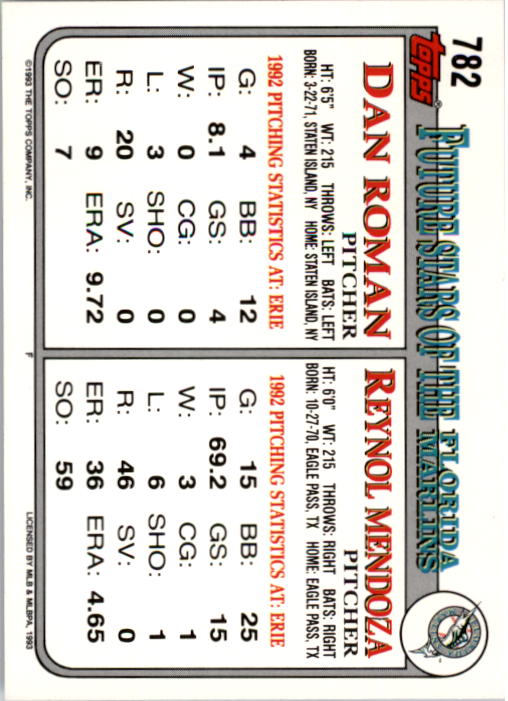 782
TOPPS®
FUTURE STARS OF THE FLORIDA MARLINS
DAN ROMAN
PITCHER
HT: 6'5" WT: 215 THROWS: LEFT BATS: LEFT
BORN: 3-22-71, STATEN ISLAND, NY HOME: STATEN ISLAND, NY
1992 PITCHING STATISTICS AT: ERIE
G: 4 BB: 12
IP: 8.1 GS: 4
W: 0 CG: 0
L: 3 SHO: 0
R: 20 SV: 0
ER: 9 ERA: 9.72
SO: 7
REYNOL MENDOZA
PITCHER
HT: 6'0" WT: 215 THROWS: RIGHT BATS: RIGHT
BORN: 10-27-70, EAGLE PASS, TX HOME: EAGLE PASS, TX
1992 PITCHING STATISTICS AT: ERIE
G: 15 BB: 25
IP: 69.2 GS: 15
W: 3 CG: 1
L: 6 SHO: 1
R: 46 SV: 0
ER: 36 ERA: 4.65
SO: 59
©1993 THE TOPPS COMPANY, INC.
F
LICENSED BY MLB & MLBPA, 1993